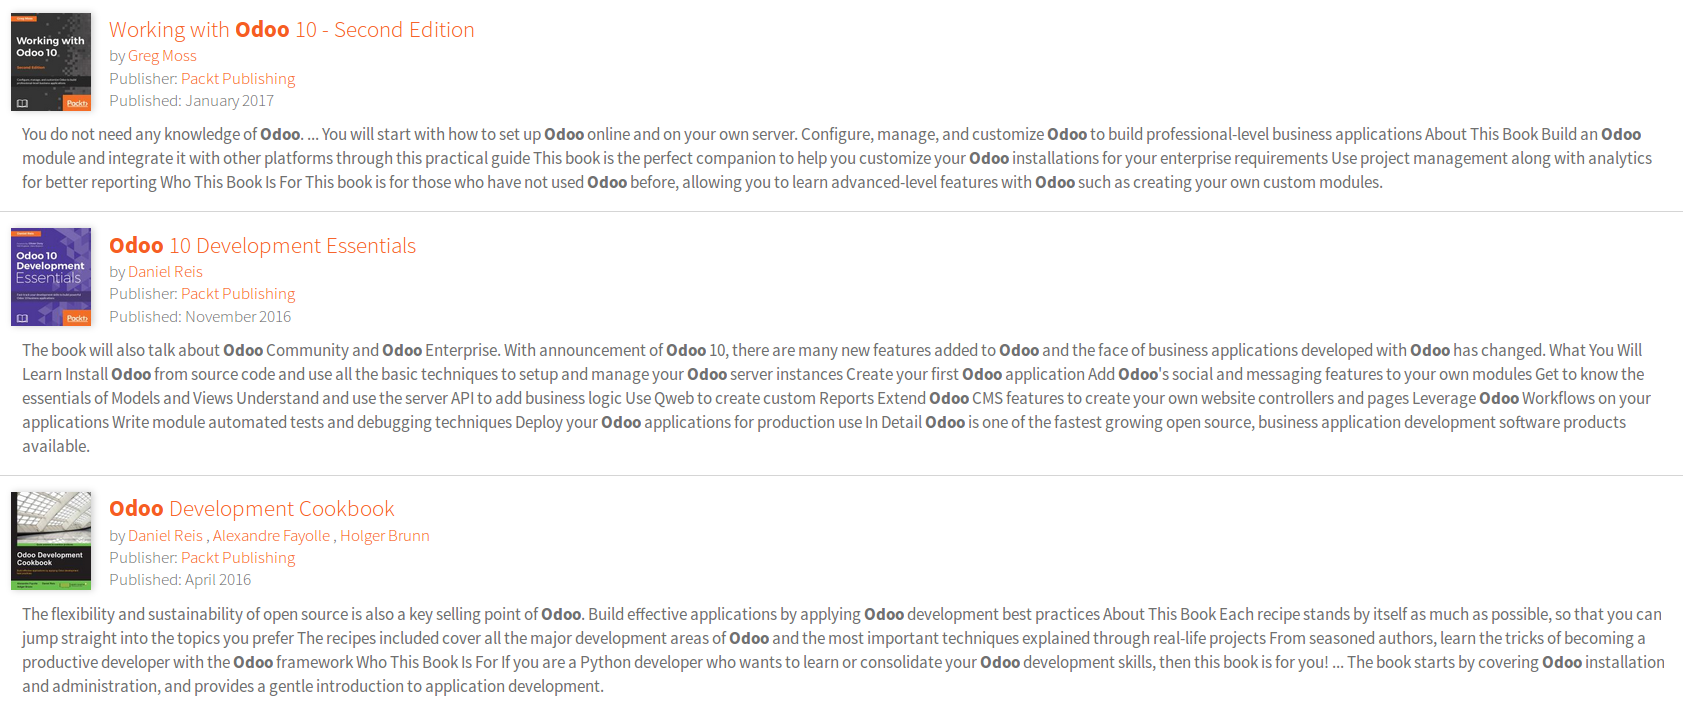 Working with
Odoo 10
Second Edition
Packt>
Working with Odoo 10 - Second Edition
by Greg Moss
Publisher: Packt Publishing
Published: January 2017
You do not need any knowledge of Odoo. ... You will start with how to set up Odoo online and on your own server. Configure, manage, and customize Odoo to build professional-level business applications About This Book Build an Odoo
module and integrate it with other platforms through this practical guide This book is the perfect companion to help you customize your Odoo installations for your enterprise requirements Use project management along with analytics
for better reporting Who This Book Is For This book is for those who have not used Odoo before, allowing you to learn advanced-level features with Odoo such as creating your own custom modules.
Odoo 10
Development
Essentials
Packt>
Odoo 10 Development Essentials
by Daniel Reis
Publisher: Packt Publishing
Published: November 2016
The book will also talk about Odoo Community and Odoo Enterprise. With announcement of Odoo 10, there are many new features added to Odoo and the face of business applications developed with Odoo has changed. What You Will
Learn Install Odoo from source code and use all the basic techniques to setup and manage your Odoo server instances Create your first Odoo application Add Odoo's social and messaging features to your own modules Get to know the
essentials of Models and Views Understand and use the server API to add business logic Use Qweb to create custom Reports Extend Odoo CMS features to create your own website controllers and pages Leverage Odoo Workflows on your
applications Write module automated tests and debugging techniques Deploy your Odoo applications for production use In Detail Odoo is one of the fastest growing open source, business application development software products
available.
Odoo Development
Cookbook
Odoo Development Cookbook
by Daniel Reis , Alexandre Fayolle , Holger Brunn
Publisher: Packt Publishing
Published: April 2016
The flexibility and sustainability of open source is also a key selling point of Odoo. Build effective applications by applying Odoo development best practices About This Book Each recipe stands by itself as much as possible, so that you can
jump straight into the topics you prefer The recipes included cover all the major development areas of Odoo and the most important techniques explained through real-life projects From seasoned authors, learn the tricks of becoming a
productive developer with the Odoo framework Who This Book Is For If you are a Python developer who wants to learn or consolidate your Odoo development skills, then this book is for you! ... The book starts by covering Odoo installation
and administration, and provides a gentle introduction to application development.